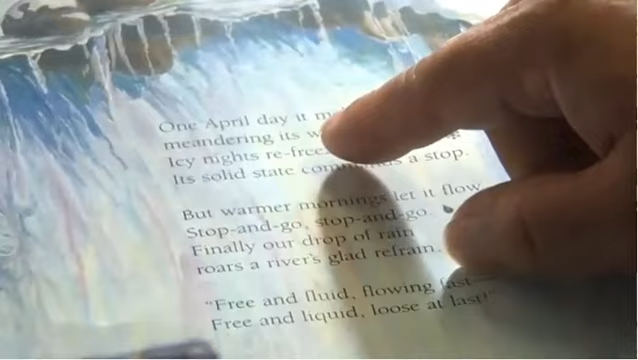 One April day it
meandering its
Icy nights
Its solid state a stop.
But warmer mornings let it flow
Stop-and-go, stop-and-go.
Finally our drop of rain
roars a river's glad refrain.
"Free and fluid, flowing fast
Free and liquid, loose at last!"